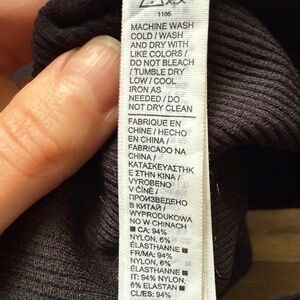 1166
MACHINE WASH
COLD / WASH
AND DRY WITH
LIKE COLORS /
DO NOT BLEACH
/ TUMBLE DRY
LOW / COOL
IRON AS
NEEDED / DO
NOT DRY CLEAN
FABRIQUE EN
CHINE / HECHO
EN CHINA /
FABRICADO NA
CHINA /
ΚΑΤΑΣΚΕΥΑΣΤΗΚ
Ε ΣΤΗΝ ΚΙΝΑ /
VYROBENO
V ČÍNĚ /
ПРОИЗВЕДЕНО
В КИТАЙ /
WYPRODUKOWA
NO W CHINACH
CA: 94%
NYLON, 6%
ÉLASTHANNE
FR/MA: 94%
NYLON, 6%
ÉLASTHANNE
IT: 94% NYLON,
6% ELASTAN
CL/ES: 94%